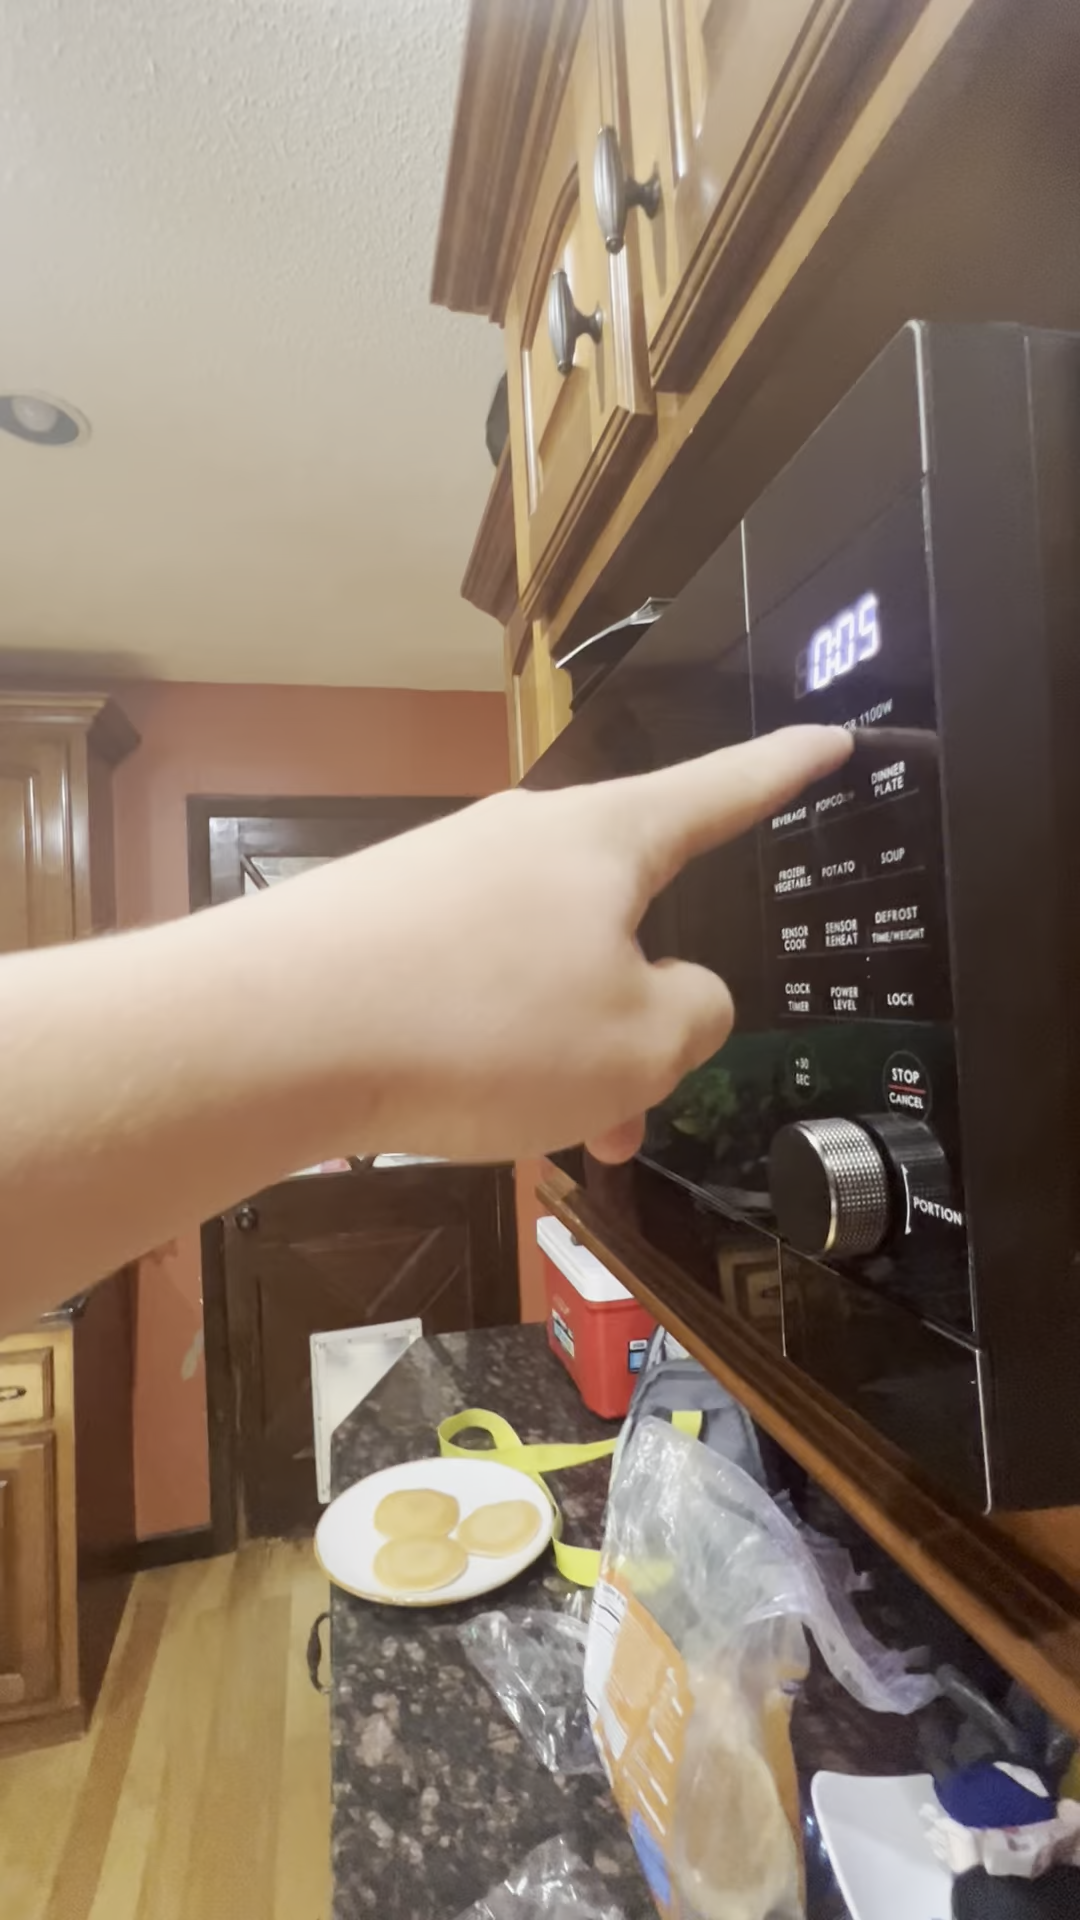 0:05
1100W
DINNER
PLATE
BEVERAGE
FROZEN
VEGETABLE
POTATO
SOUP
SENSOR
COOK
SENSOR
REHEAT
DEFROST
TIME/WEIGHT
CLOCK
TIMER
POWER
LEVEL
LOCK
+30
SEC
STOP
CANCEL
PORTION